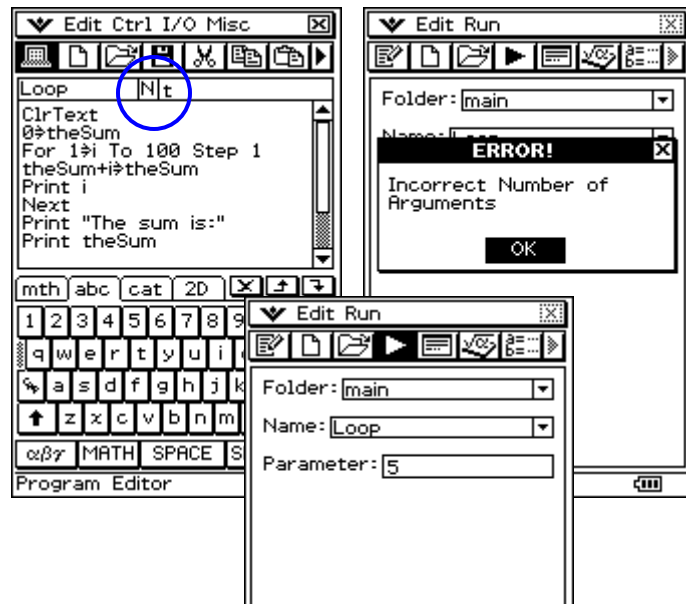 Edit Ctrl I/O Misc
Loop N t
ClrText
0⇒theSum
For 1⇒i To 100 Step 1
theSum+i⇒theSum
Print i
Next
Print "The sum is:"
Print theSum
mth abc cat 2D
1 2 3 4 5 6 7 8 9
q w e r t y u i
a s d f g h j k
z x c v b n m
αβγ MATH SPACE
Program Editor
Edit Run
Folder: main
Name: Loop
ERROR!
Incorrect Number of
Arguments
OK
Edit Run
Folder: main
Name: Loop
Parameter: 5